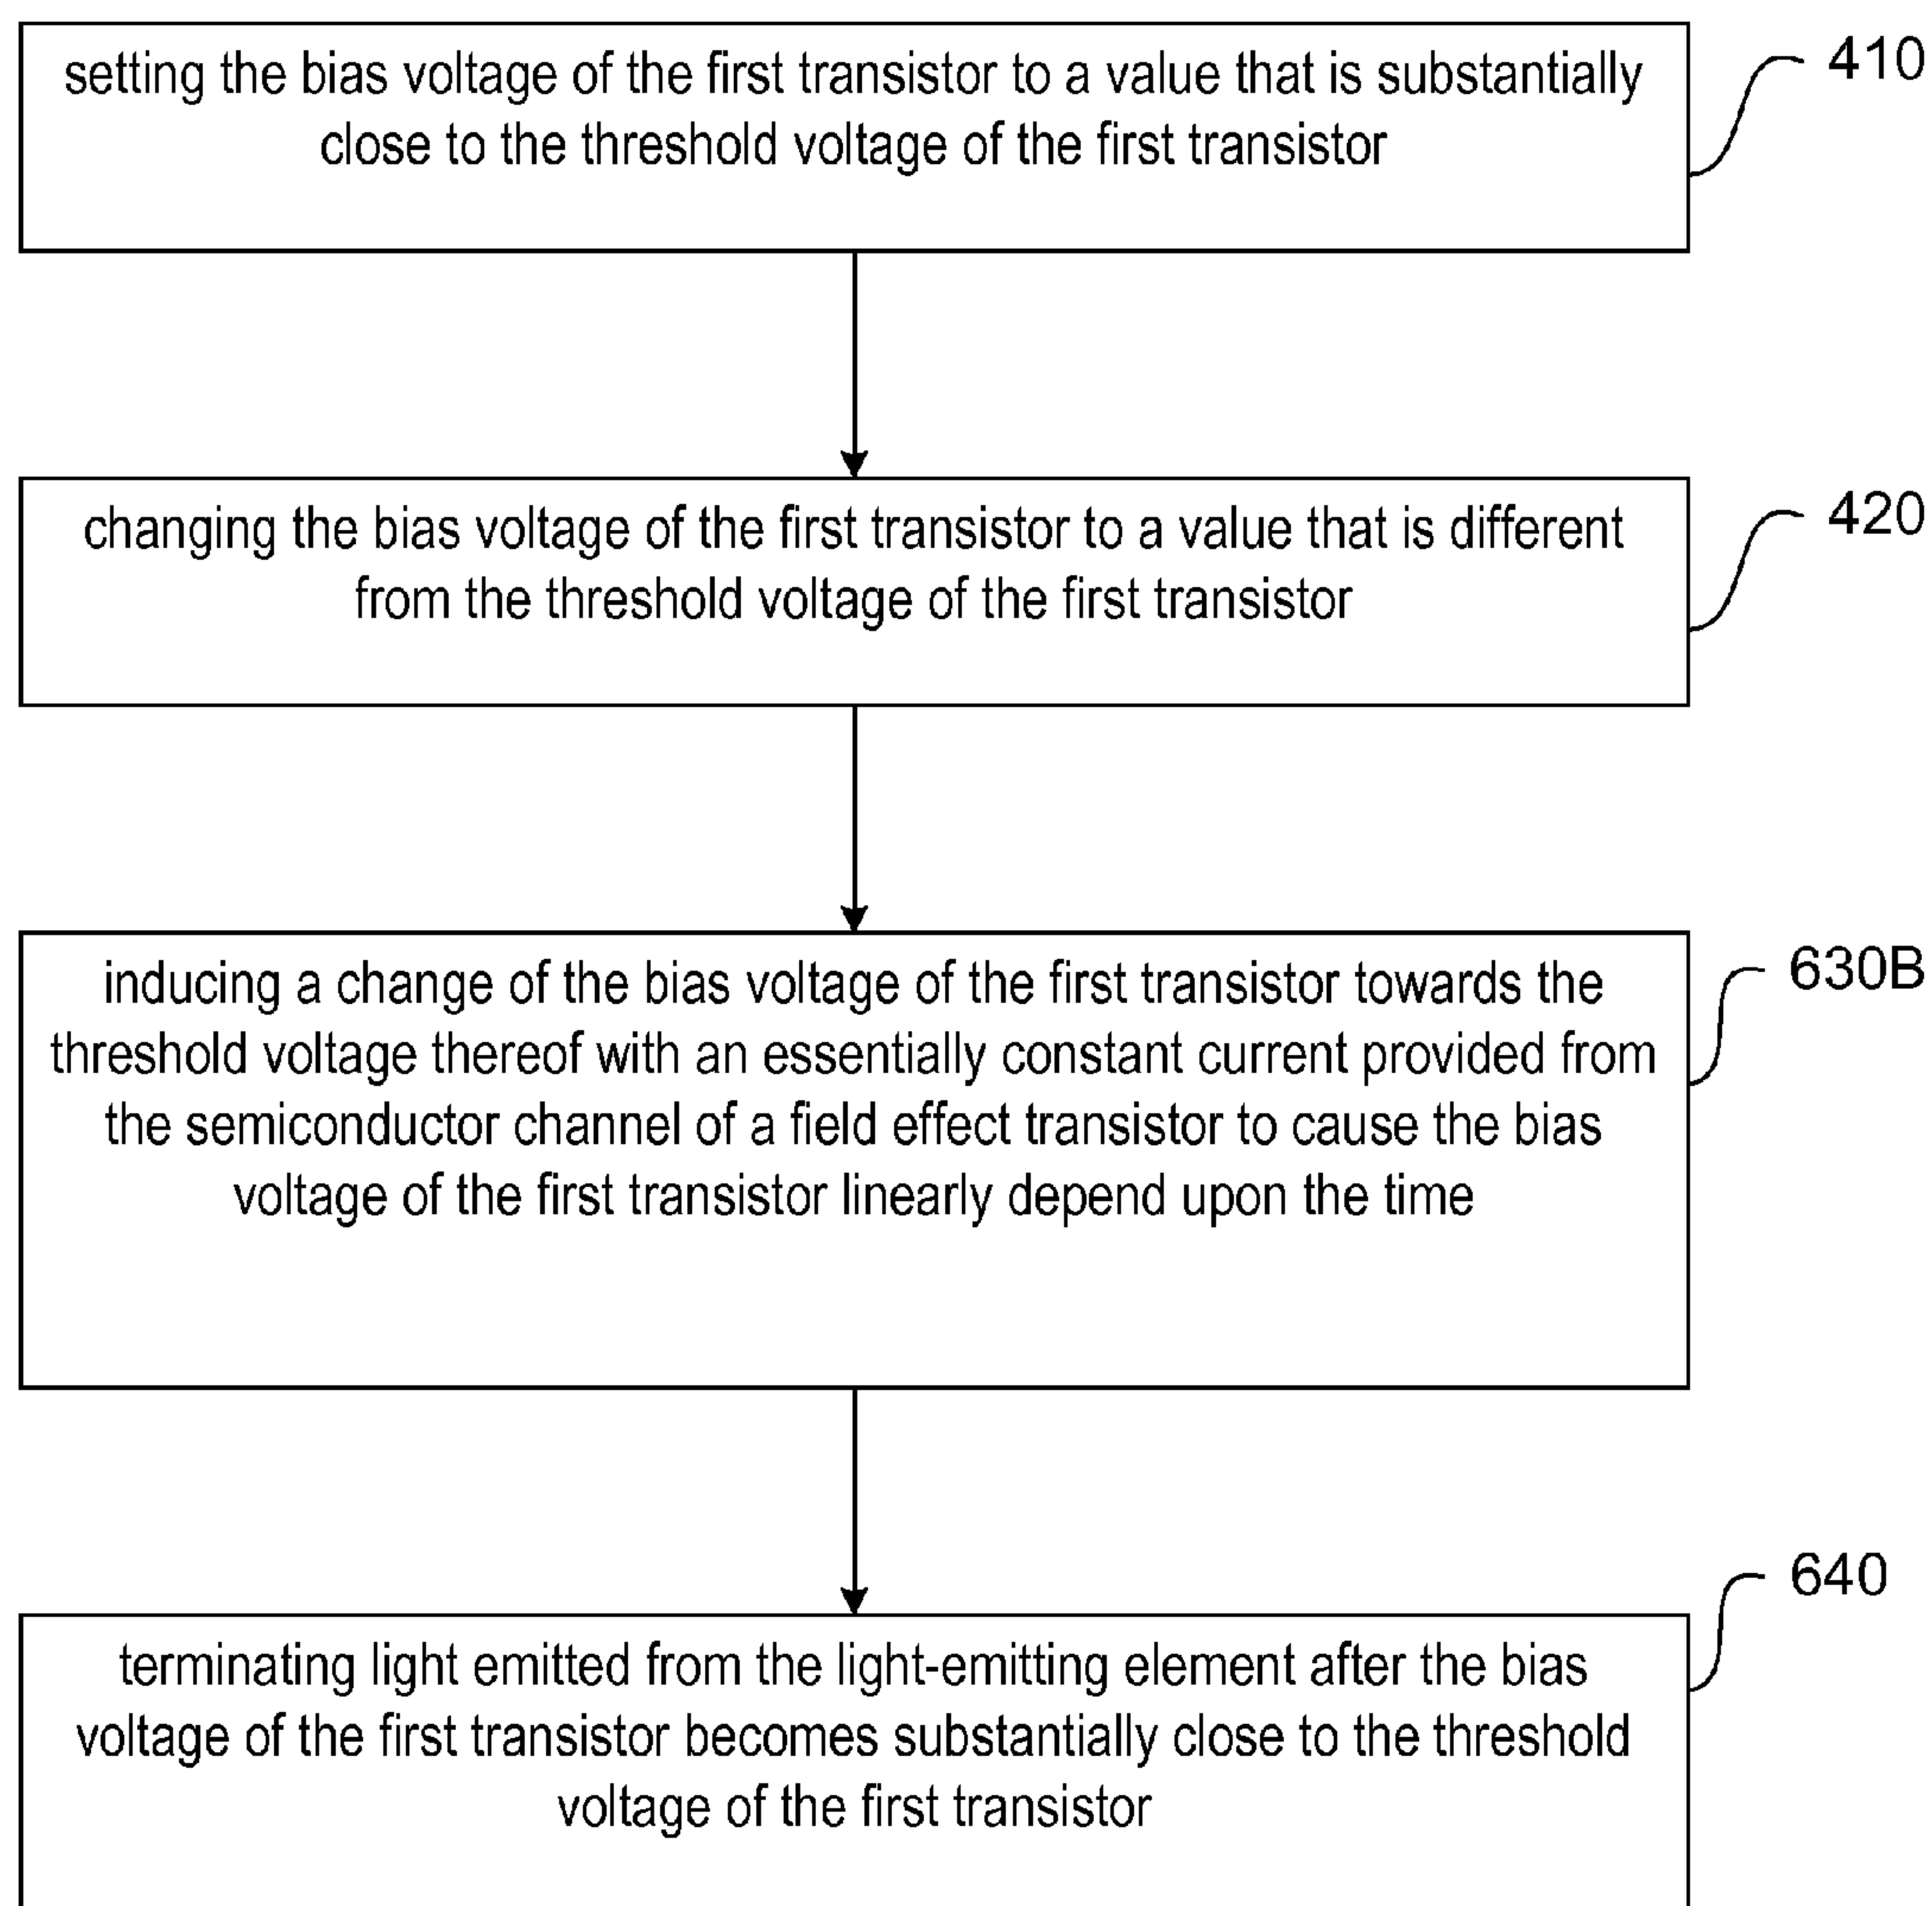 setting the bias voltage of the first transistor to a value that is substantially
close to the threshold voltage of the first transistor
410
changing the bias voltage of the first transistor to a value that is different
from the threshold voltage of the first transistor
420
inducing a change of the bias voltage of the first transistor towards the
threshold voltage thereof with an essentially constant current provided from
the semiconductor channel of a field effect transistor to cause the bias
voltage of the first transistor linearly depend upon the time
630B
terminating light emitted from the light-emitting element after the bias
voltage of the first transistor becomes substantially close to the threshold
voltage of the first transistor
640